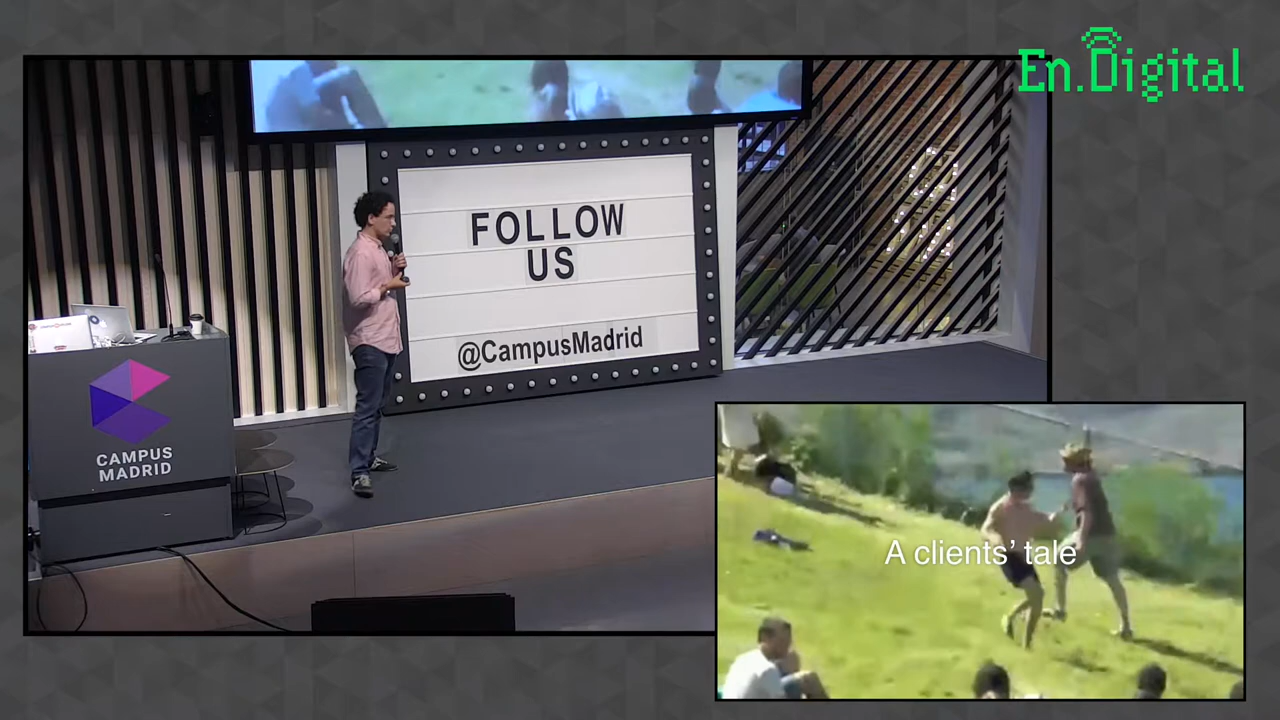 En.Digital
FOLLOW
US
@CampusMadrid
CAMPUS
MADRID
A clients' tale